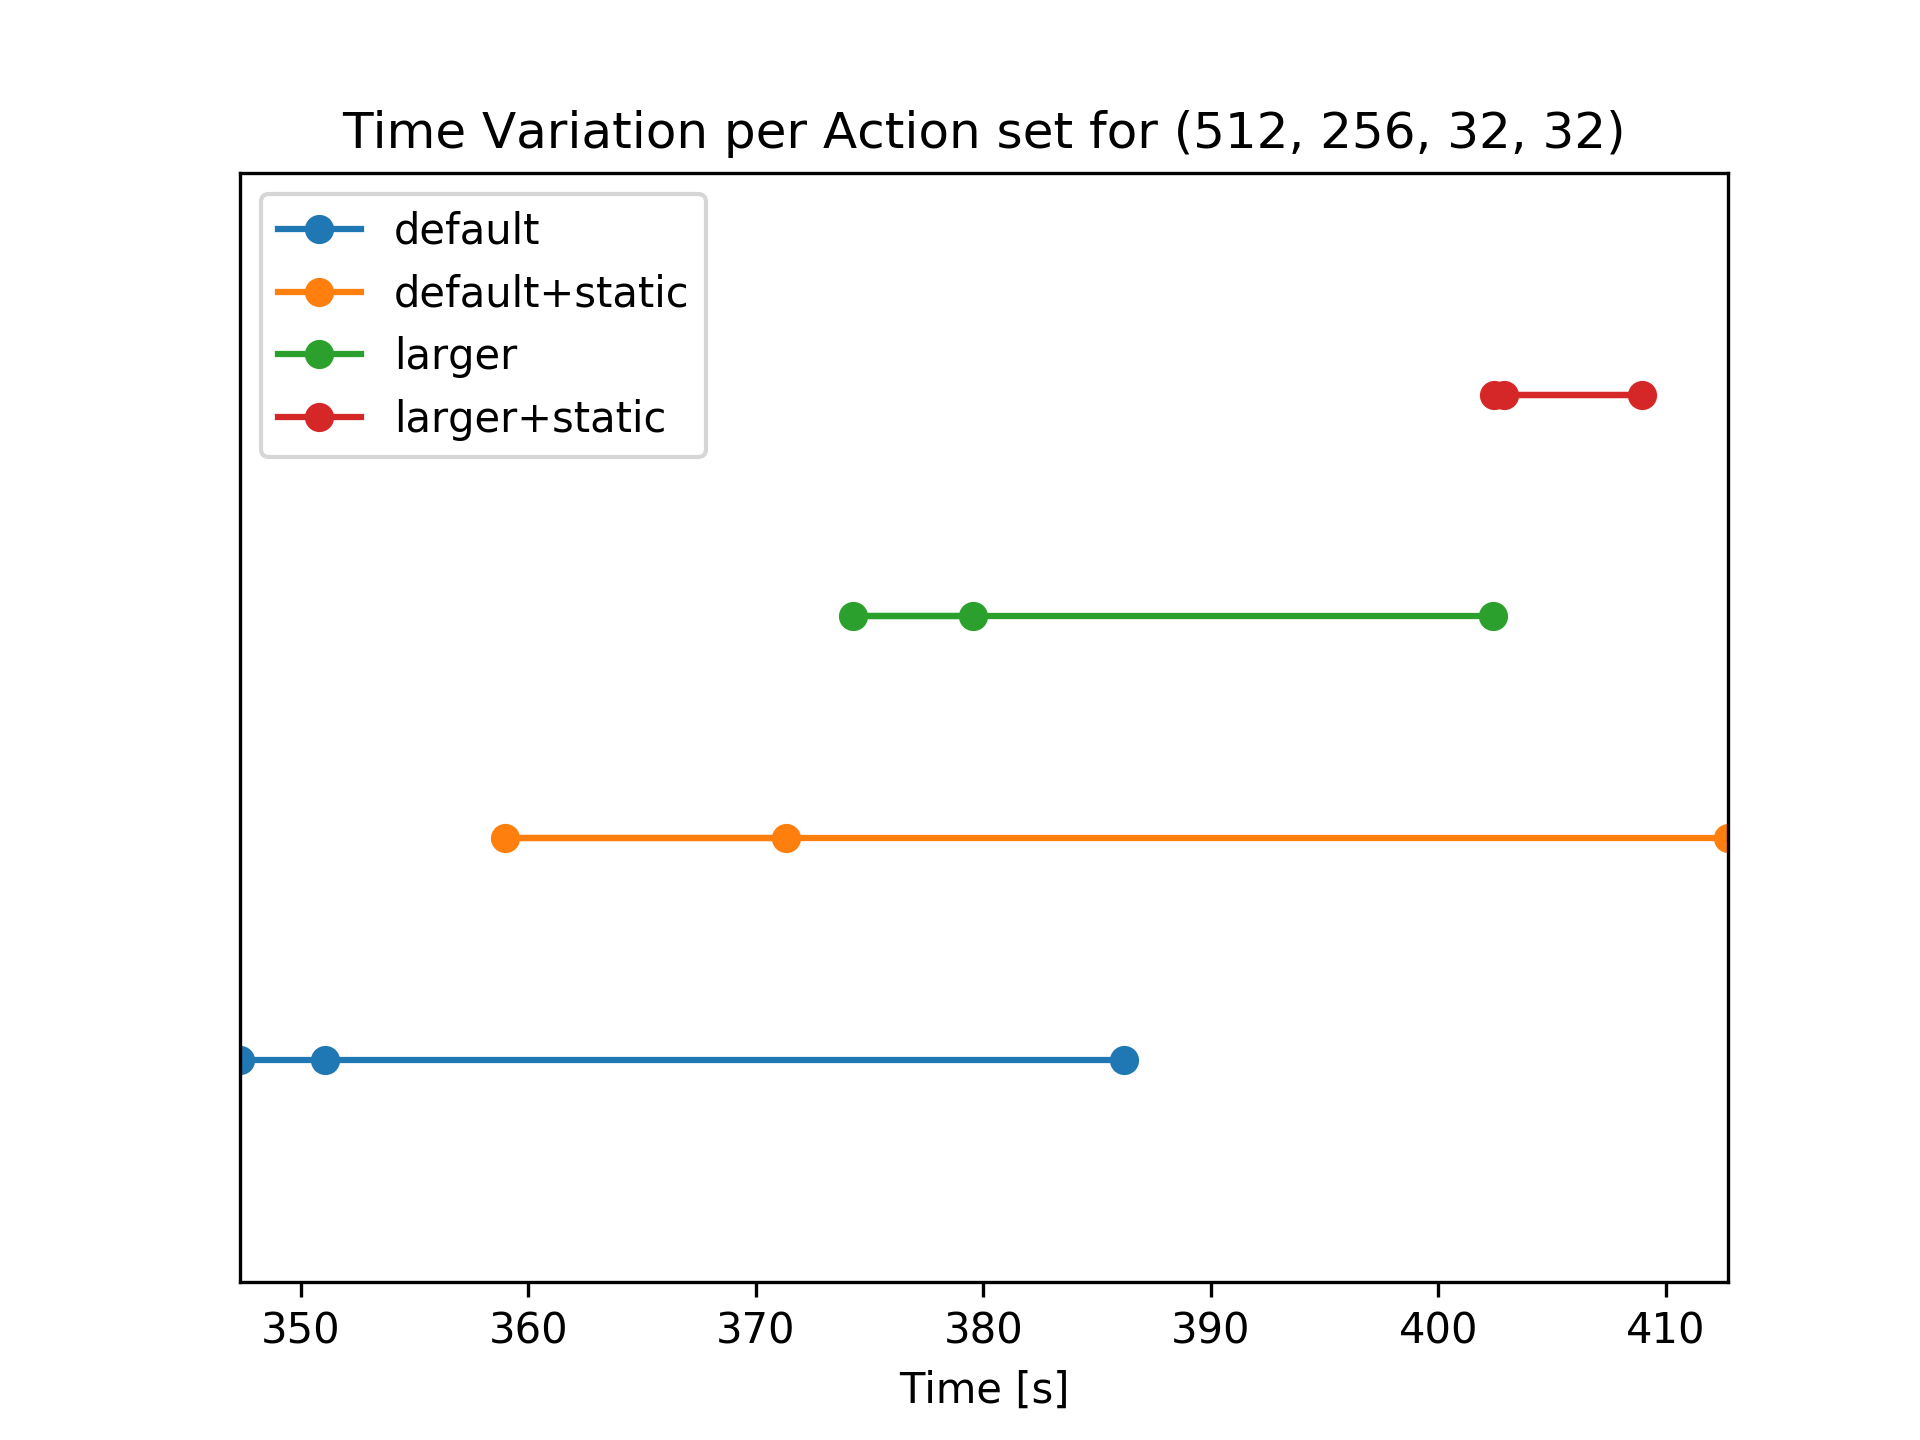 Time Variation per Action set for (512, 256, 32, 32)
default
default+static
larger
larger+static
350 360 370 380 390 400 410
Time [s]